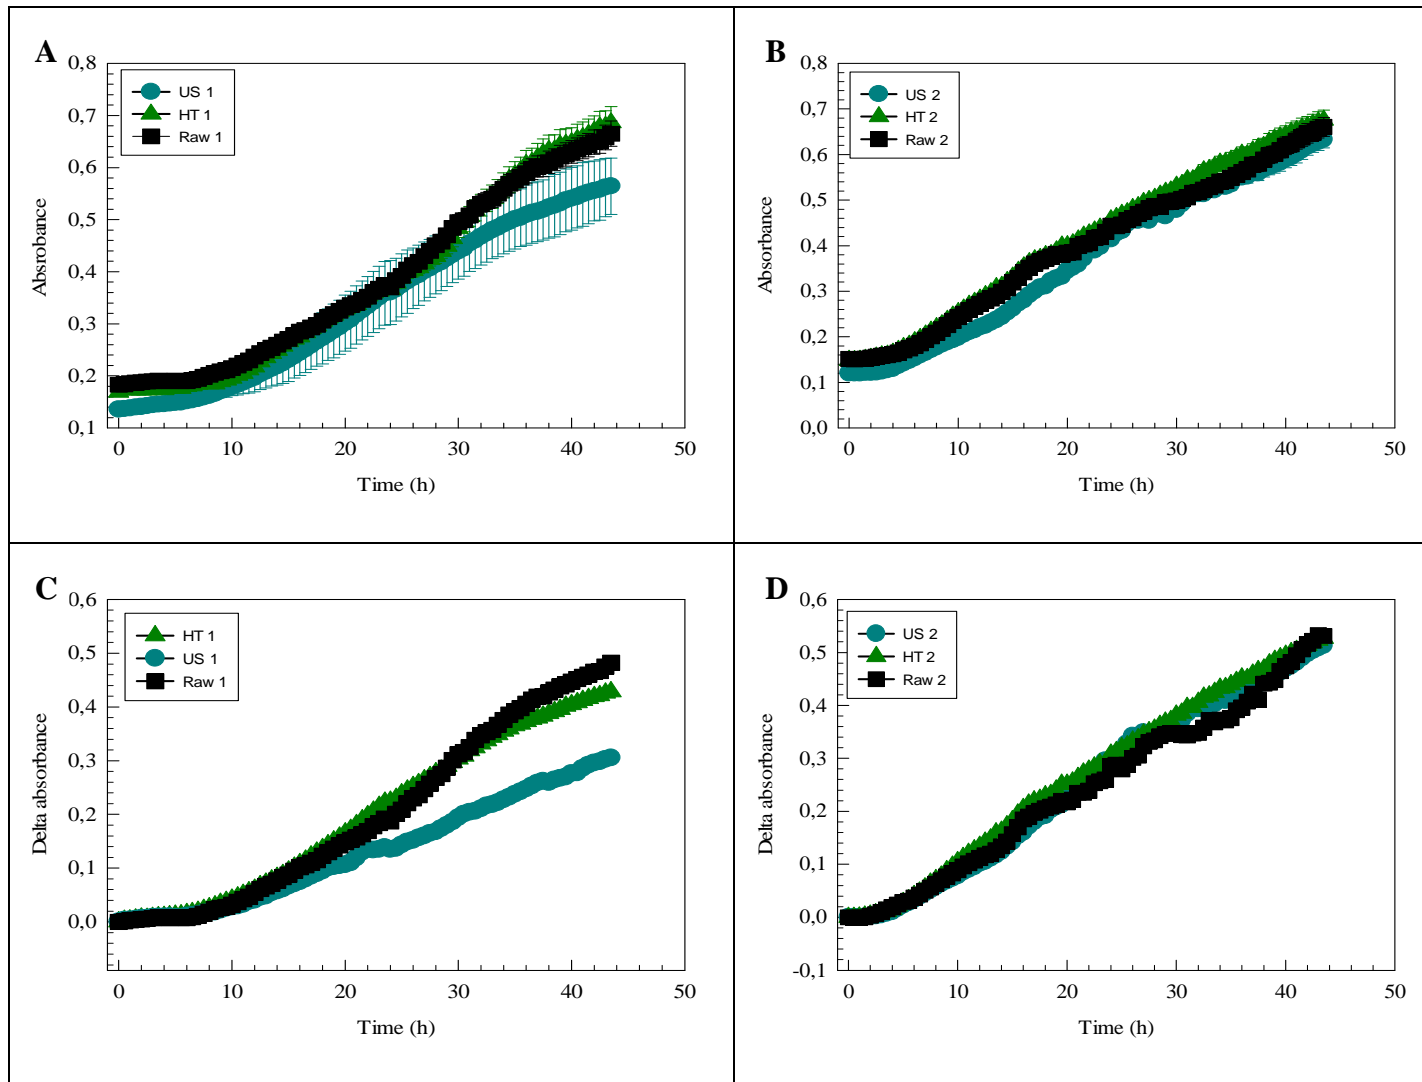 A
Absrobance
0,8
0,7
0,6
0,5
0,4
0,3
0,2
0,1
US 1
HT 1
Raw 1
0 10 20 30 40 50
Time (h)
B
Absorbance
0,8
0,7
0,6
0,5
0,4
0,3
0,2
0,1
0,0
US 2
HT 2
Raw 2
0 10 20 30 40 50
Time (h)
C
Delta absorbance
0,6
0,5
0,4
0,3
0,2
0,1
0,0
HT 1
US 1
Raw 1
0 10 20 30 40 50
Time (h)
D
Delta absorbance
0,6
0,5
0,4
0,3
0,2
0,1
0,0
-0,1
US 2
HT 2
Raw 2
0 10 20 30 40 50
Time (h)